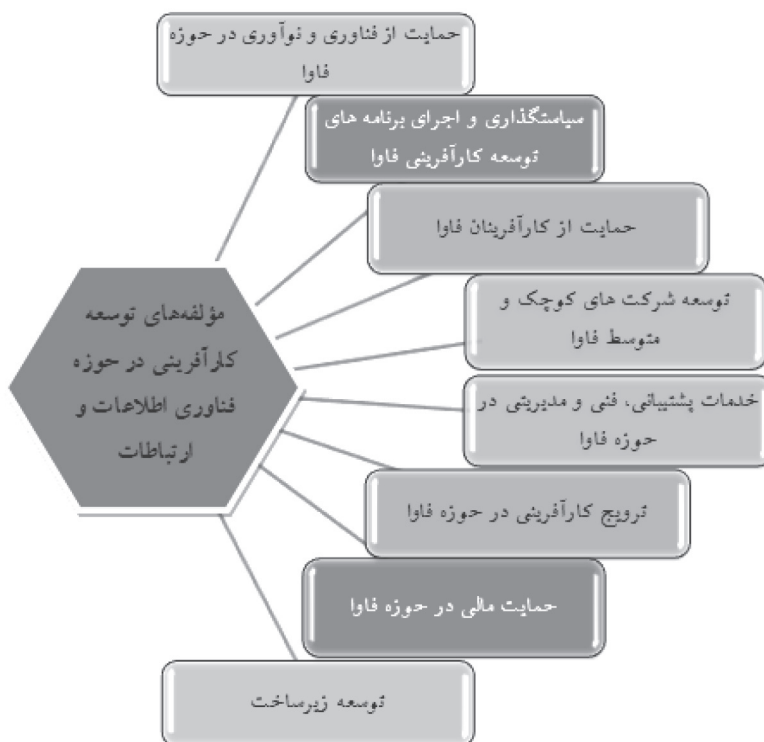 حمایت از فناوری و نوآوری در حوزه
فاوا
سیاستگذاری و اجرای برنامه های
توسعه کارآفرینی فاوا
حمایت از کارآفرینان فاوا
توسعه شرکت های کوچک و
متوسط فاوا
خدمات پشتیبانی، فنی و مدیریتی در
حوزه فاوا
ترویج کارآفرینی در حوزه فاوا
حمایت مالی در حوزه فاوا
توسعه زیرساخت
مؤلفه‌های توسعه
کارآفرینی در حوزه
فناوری اطلاعات و
ارتباطات